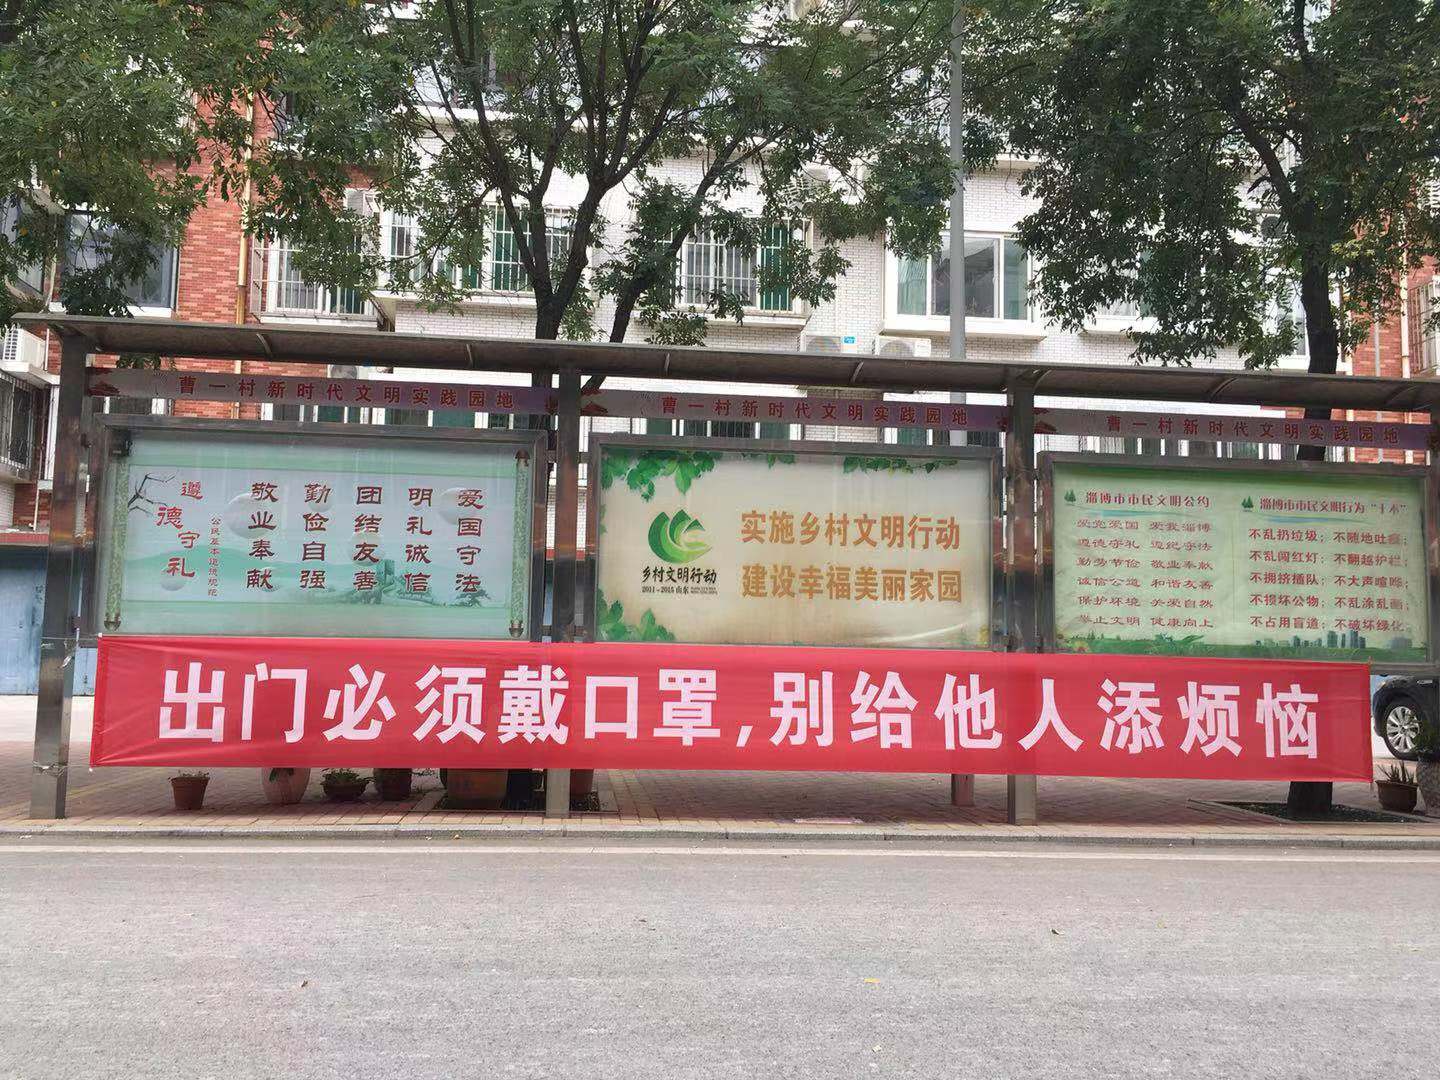 曹一村新时代文明实践园地
曹一村新时代文明实践园地
曹一村新时代文明实践园地
爱国守法
明礼诚信
团结友善
勤俭自强
敬业奉献
公民基本道德规范
遵德守礼
乡村文明行动
2011-2015 山东
实施乡村文明行动
建设幸福美丽家园
淄博市市民文明公约
爱党爱国 爱我淄博
遵德守礼 遵纪守法
勤劳节俭 敬业奉献
诚信公道 和谐友善
保护环境 关爱自然
举止文明 健康向上
淄博市市民文明行为“十不”
不乱扔垃圾；不随地吐痰；
不乱闯红灯；不翻越护栏；
不拥挤插队；不大声喧哗；
不损坏公物；不乱涂乱画；
不占用盲道；不破坏绿化。
出门必须戴口罩,别给他人添烦恼